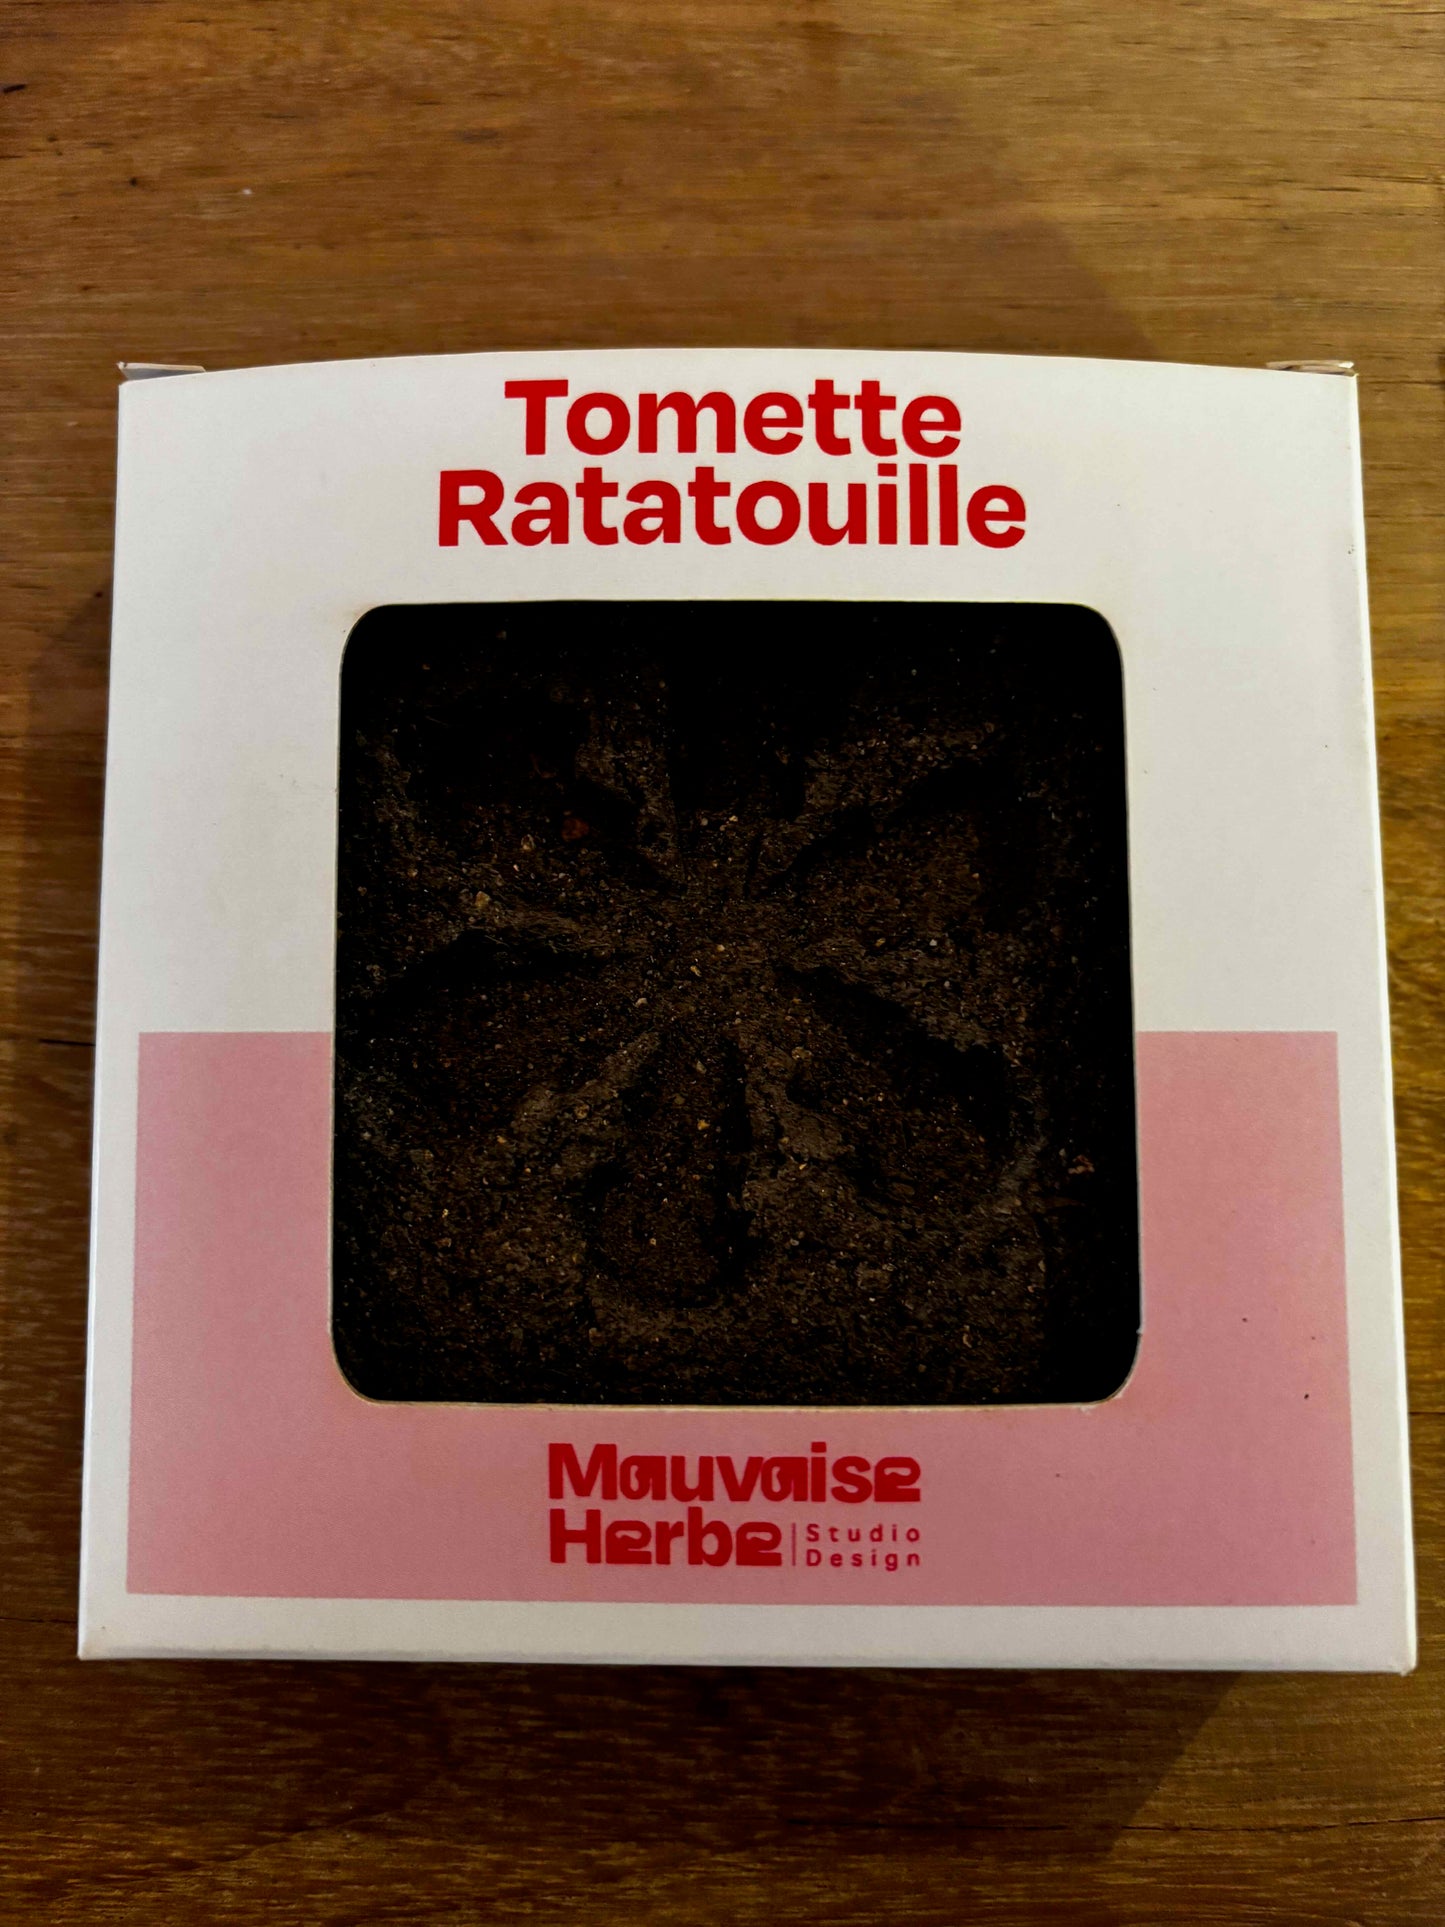 Tomette
Ratatouille
Mauvaise
Herbe
Studio
Design